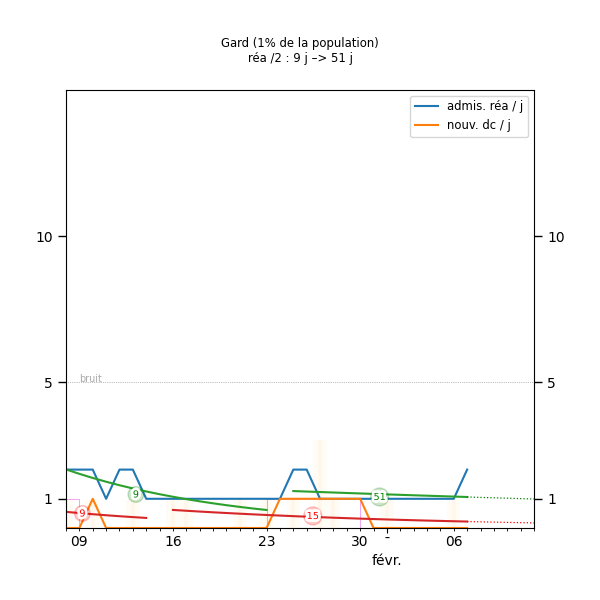 Gard (1% de la population)
réa /2 : 9 j –> 51 j
admis. réa / j
nouv. dc / j
10
10
5
5
bruit
1
1
9
9
51
15
09
16
23
30
-
06
févr.